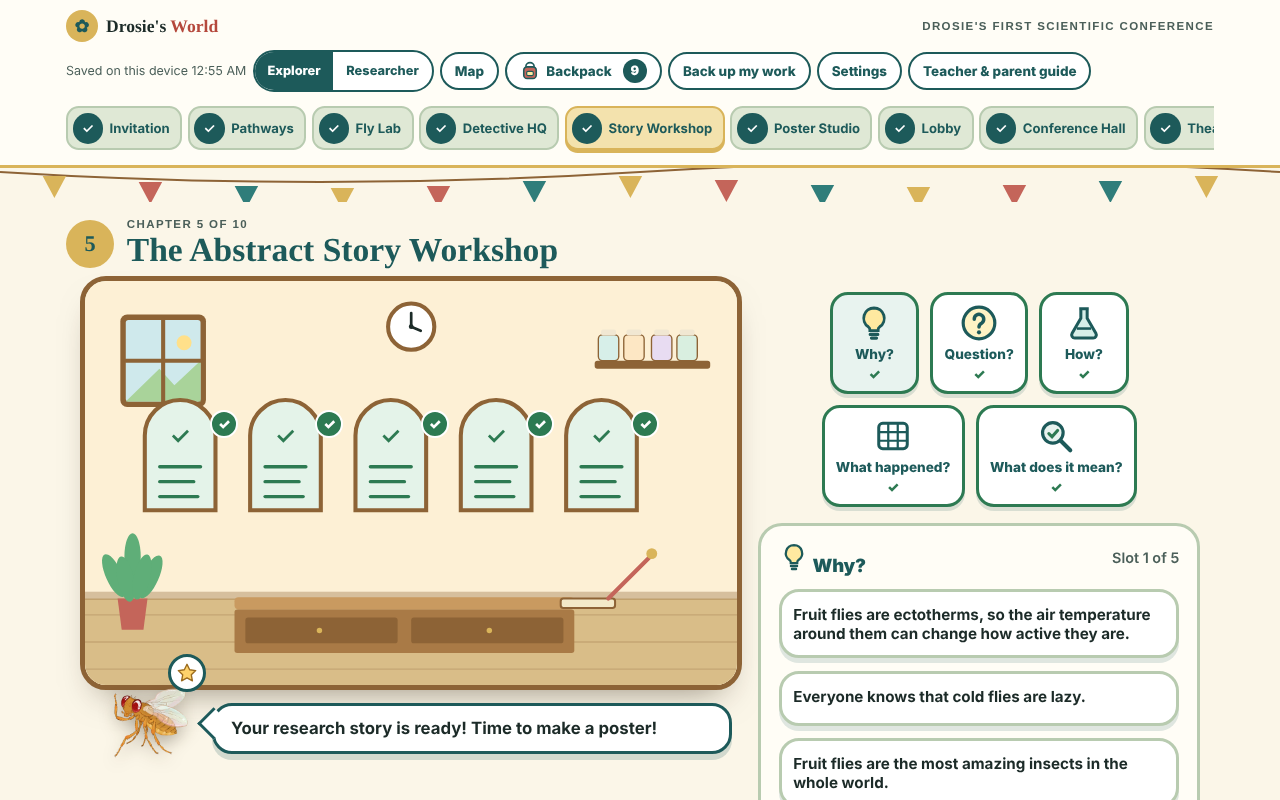 Drosie's World
DROSIE'S FIRST SCIENTIFIC CONFERENCE
Saved on this device 12:55 AM
Explorer
Researcher
Map
Backpack 9
Back up my work
Settings
Teacher & parent guide
Invitation
Pathways
Fly Lab
Detective HQ
Story Workshop
Poster Studio
Lobby
Conference Hall
5
CHAPTER 5 OF 10
The Abstract Story Workshop
Why?
Question?
How?
What happened?
What does it mean?
Why?
Slot 1 of 5
Fruit flies are ectotherms, so the air temperature
around them can change how active they are.
Everyone knows that cold flies are lazy.
Fruit flies are the most amazing insects in the
whole world.
Your research story is ready! Time to make a poster!